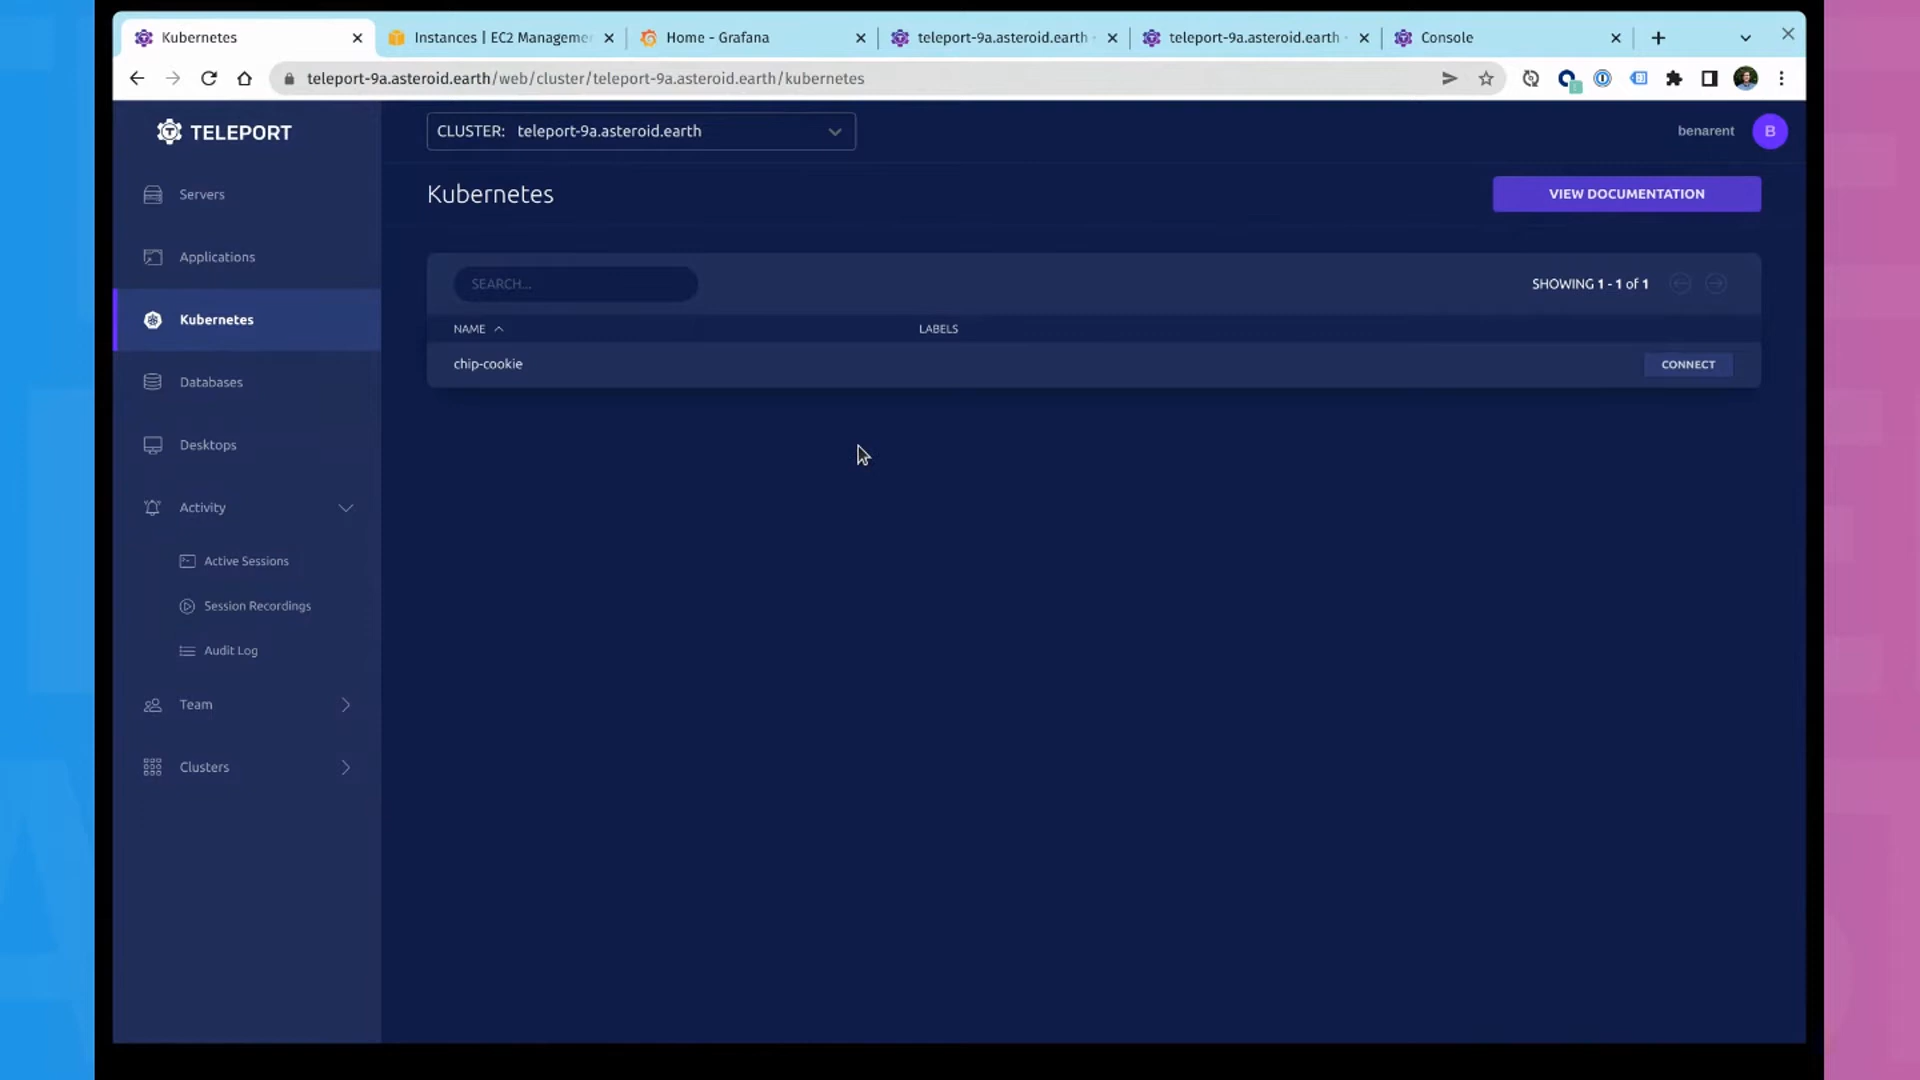 Kubernetes
Instances | EC2 Manageme
Home - Grafana
teleport-9a.asteroid.earth
teleport-9a.asteroid.earth
Console
teleport-9a.asteroid.earth/web/cluster/teleport-9a.asteroid.earth/kubernetes
TELEPORT
CLUSTER: teleport-9a.asteroid.earth
benarent
B
Servers
Kubernetes
VIEW DOCUMENTATION
Applications
SEARCH...
SHOWING 1 - 1 of 1
Kubernetes
NAME
LABELS
chip-cookie
CONNECT
Databases
Desktops
Activity
Active Sessions
Session Recordings
Audit Log
Team
Clusters